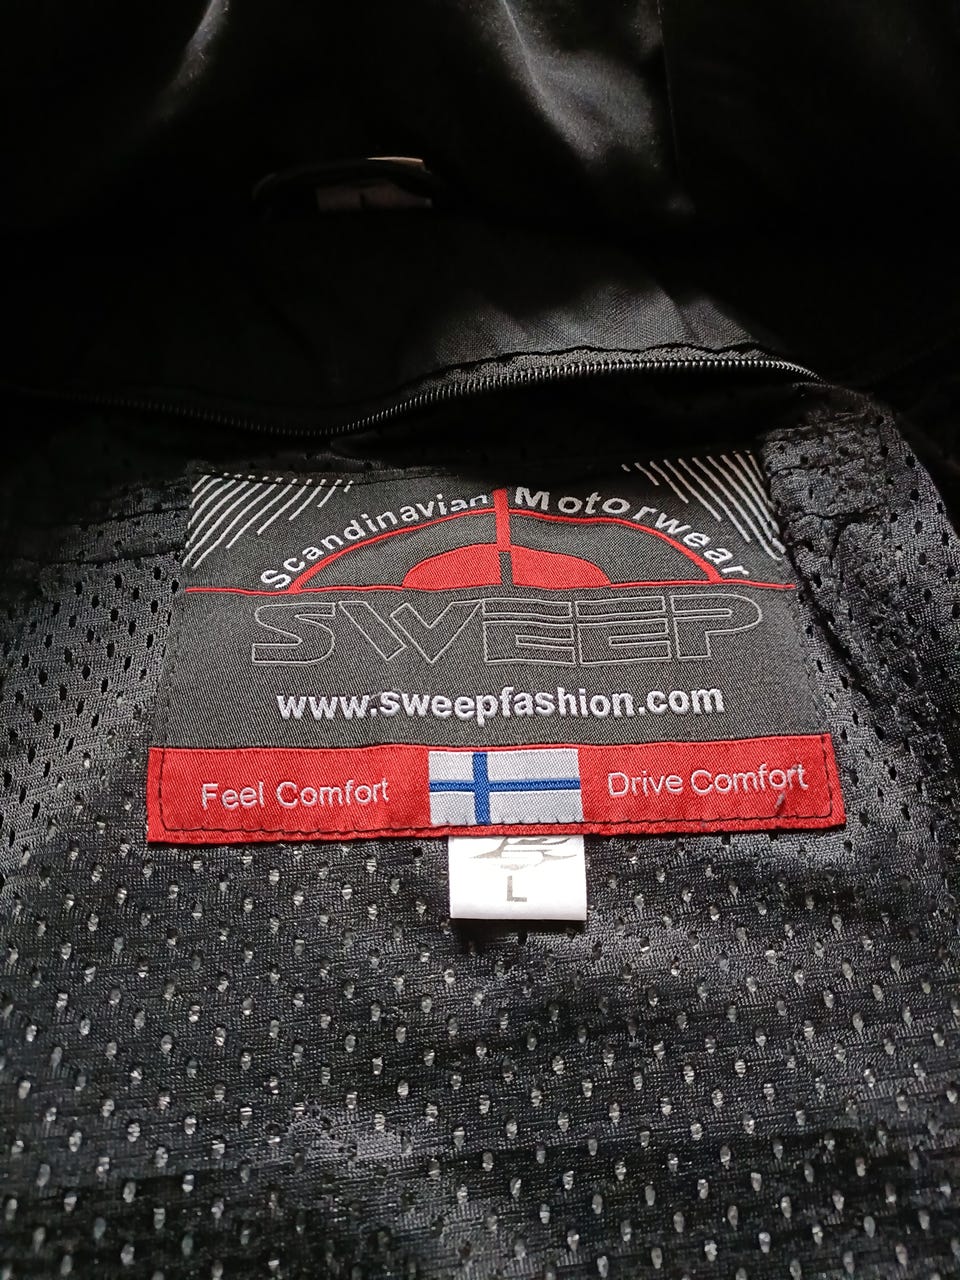 Scandinavian Motorwear
SWEEP
www.sweepfashion.com
Feel Comfort Drive Comfort
L